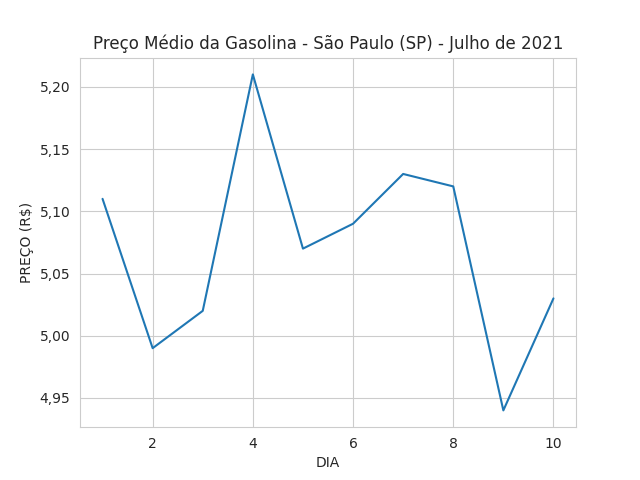 Preço Médio da Gasolina - São Paulo (SP) - Julho de 2021
5,20
5,15
5,10
5,05
5,00
4,95
PREÇO (R$)
2 4 6 8 10
DIA